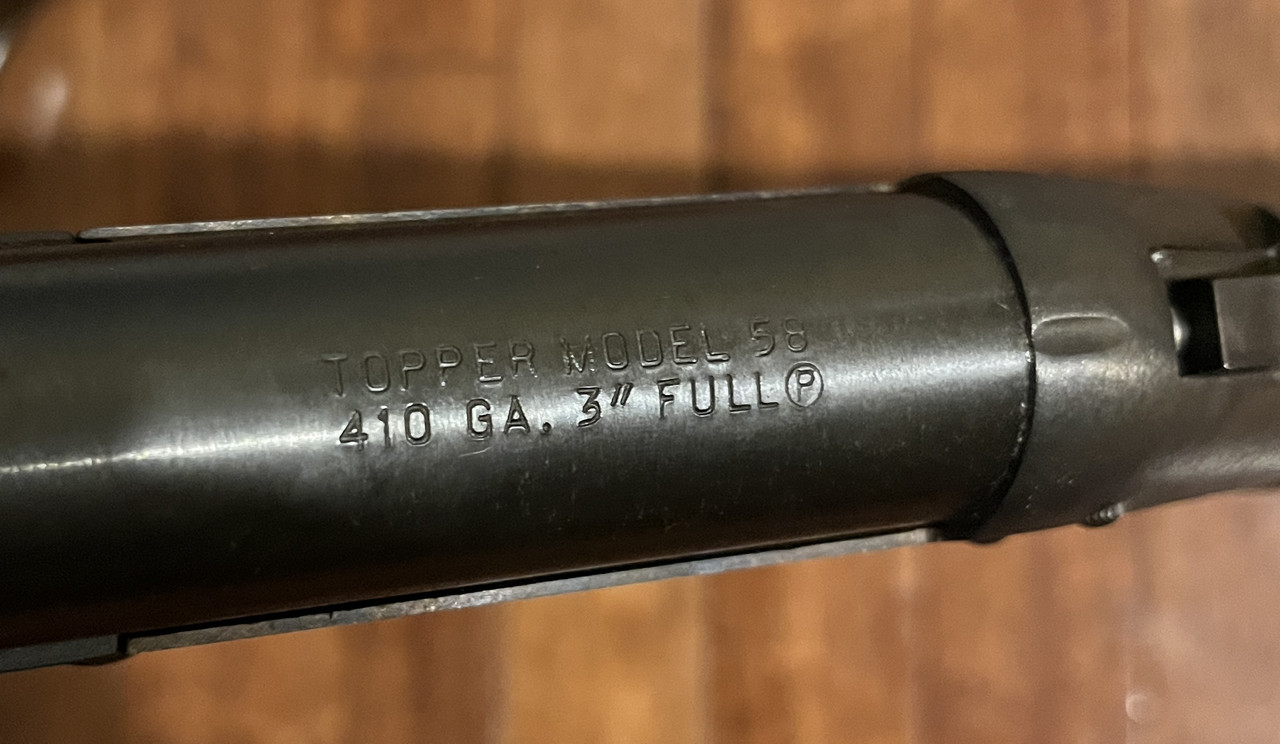 TOPPER MODEL 58
410 GA. 3" FULL Ⓟ